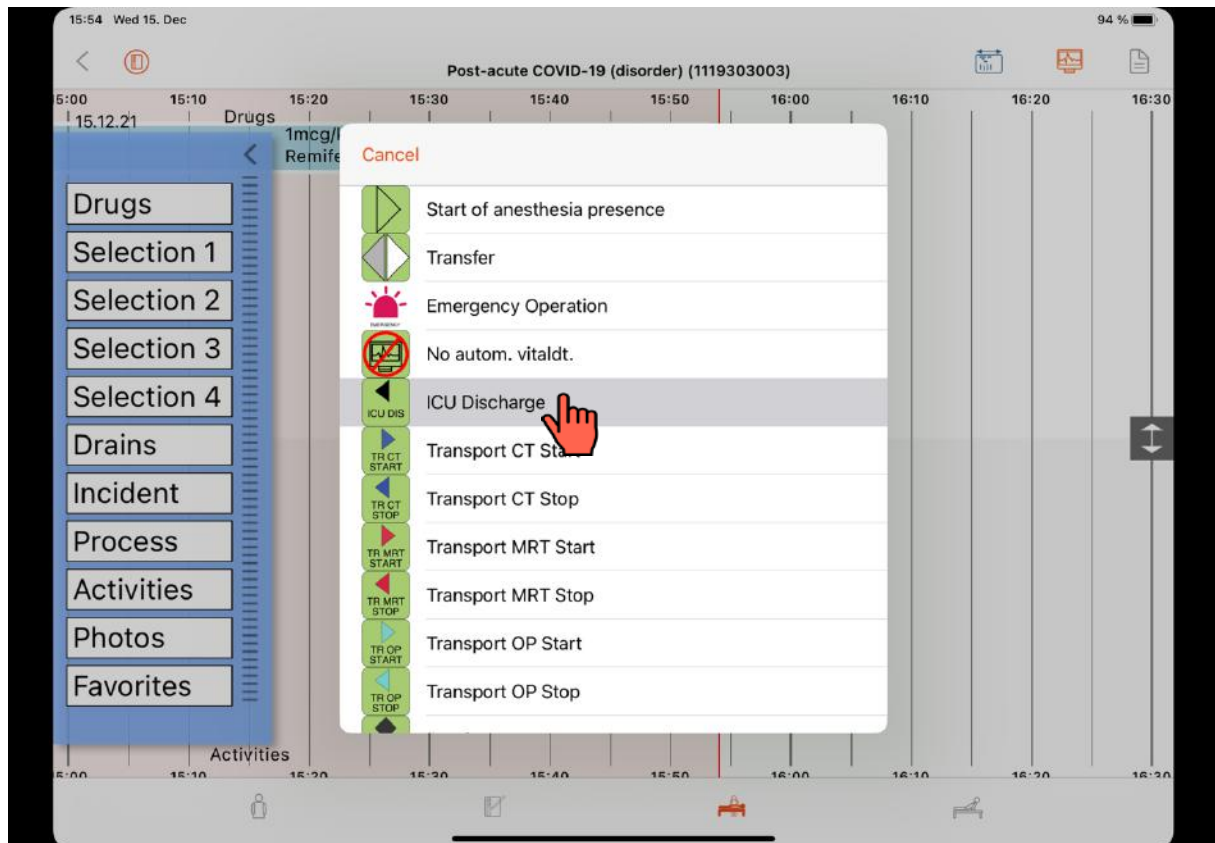 15:54 Wed 15. Dec
94 %
Post-acute COVID-19 (disorder) (1119303003)
5:00 15:10 15:20 15:30 15:40 15:50 16:00 16:10 16:20 16:30
15.12.21 Drugs
1mcg/
Remife
Cancel
Drugs
Selection 1
Selection 2
Selection 3
Selection 4
Drains
Incident
Process
Activities
Photos
Favorites
Start of anesthesia presence
Transfer
EMERGENCY
Emergency Operation
No autom. vitaldt.
ICU DIS
ICU Discharge
TR CT
START
Transport CT Sta
TR CT
STOP
Transport CT Stop
TR MRT
START
Transport MRT Start
TR MRT
STOP
Transport MRT Stop
TR OP
START
Transport OP Start
TR OP
STOP
Transport OP Stop
Activities
5:00 15:10 15:20 15:30 15:40 15:50 16:00 16:10 16:20 16:30